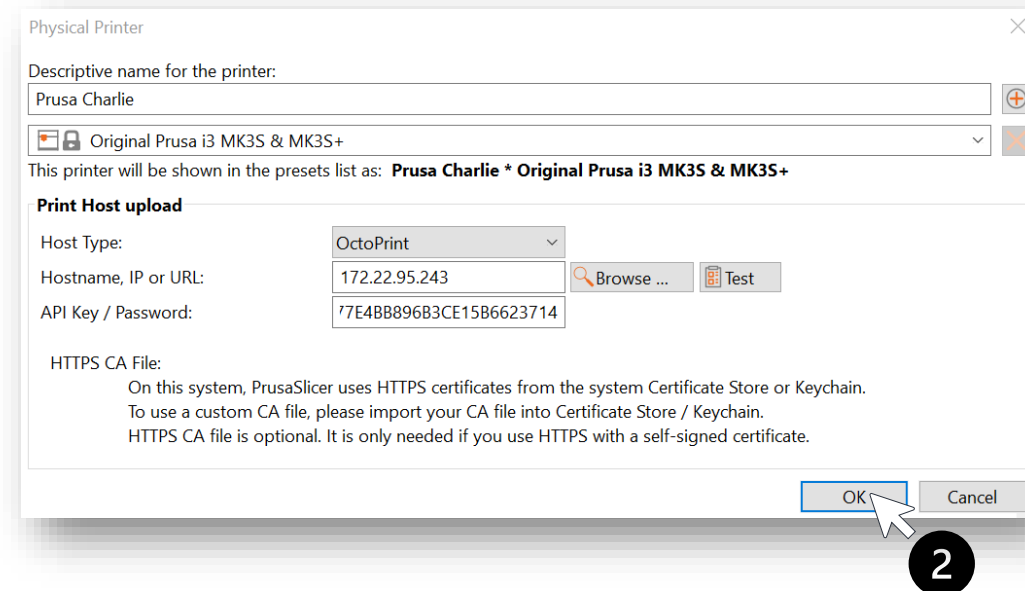 Physical Printer
Descriptive name for the printer:
Prusa Charlie
Original Prusa i3 MK3S & MK3S+
This printer will be shown in the presets list as: Prusa Charlie * Original Prusa i3 MK3S & MK3S+
Print Host upload
Host Type: OctoPrint
Hostname, IP or URL: 172.22.95.243 Browse ... Test
API Key / Password: 77E4BB896B3CE15B6623714
HTTPS CA File:
On this system, PrusaSlicer uses HTTPS certificates from the system Certificate Store or Keychain.
To use a custom CA file, please import your CA file into Certificate Store / Keychain.
HTTPS CA file is optional. It is only needed if you use HTTPS with a self-signed certificate.
OK Cancel
2